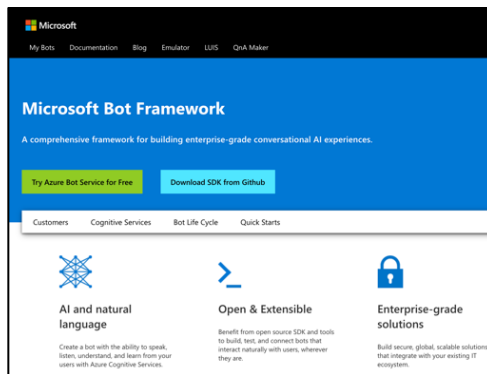 Microsoft
My Bots Documentation Blog Emulator LUIS QnA Maker
Microsoft Bot Framework
A comprehensive framework for building enterprise-grade conversational AI experiences.
Try Azure Bot Service for Free Download SDK from Github
Customers Cognitive Services Bot Life Cycle Quick Starts
AI and natural
language
Create a bot with the ability to speak,
listen, understand, and learn from your
users with Azure Cognitive Services.
Open & Extensible
Benefit from open source SDK and tools
to build, test, and connect bots that
interact naturally with users, wherever
they are.
Enterprise-grade
solutions
Build secure, global, scalable solutions
that integrate with your existing IT
ecosystem.